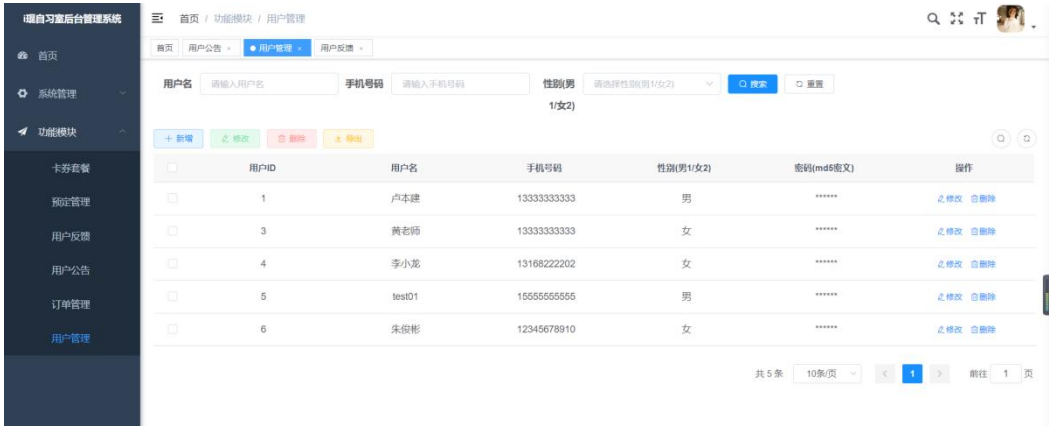 i琨自习室后台管理系统
首页 / 功能模块 / 用户管理
首页
系统管理
功能模块
卡券套餐
预定管理
用户反馈
用户公告
订单管理
用户管理
首页 用户公告 × ● 用户管理 × 用户反馈 ×
用户名 请输入用户名 手机号码 请输入手机号码 性别(男1/女2) 请选择性别(男1/女2) 搜索 重置
+ 新增 修改 删除 导出
用户ID 用户名 手机号码 性别(男1/女2) 密码(md5密文) 操作
1 卢本建 13333333333 男 ****** 修改 删除
3 黄老师 13333333333 女 ****** 修改 删除
4 李小龙 13168222202 女 ****** 修改 删除
5 test01 15555555555 男 ****** 修改 删除
6 朱俊彬 12345678910 女 ****** 修改 删除
共 5 条 10条/页 < 1 > 前往 1 页